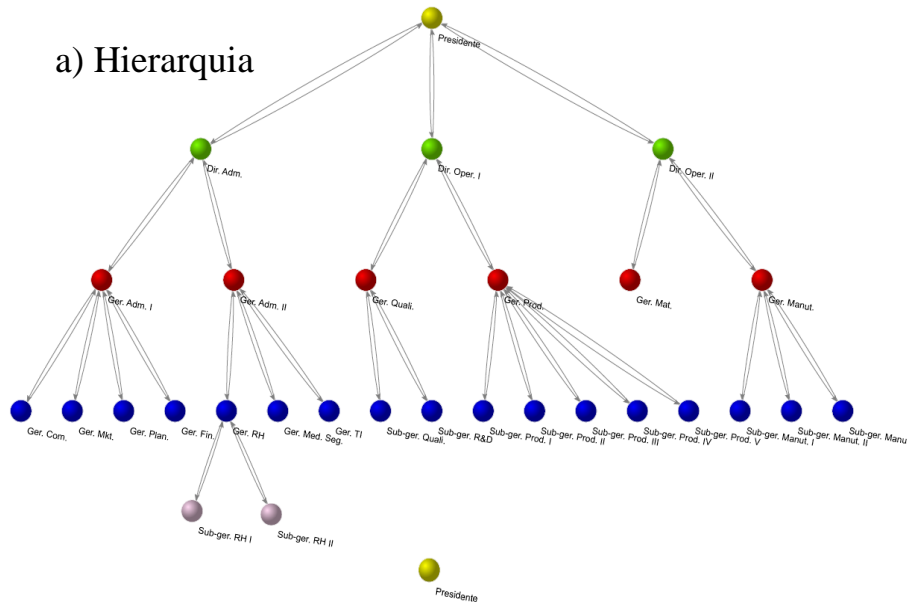 a) Hierarquia
Presidente
Dir. Adm.
Dir. Oper. I
Dir. Oper. II
Ger. Adm. I
Ger. Adm. II
Ger. Quali.
Ger. Prod.
Ger. Mat.
Ger. Manut.
Ger. Com.
Ger. Mkt.
Ger. Plan.
Ger. Fin.
Ger. RH
Ger. Med. Seg.
Ger. TI
Sub-ger. Quali.
Sub-ger. R&D
Sub-ger. Prod. I
Sub-ger. Prod. II
Sub-ger. Prod. III
Sub-ger. Prod. IV
Sub-ger. Prod. V
Sub-ger. Manut. I
Sub-ger. Manut. II
Sub-ger. Manu
Sub-ger. RH I
Sub-ger. RH II
Presidente